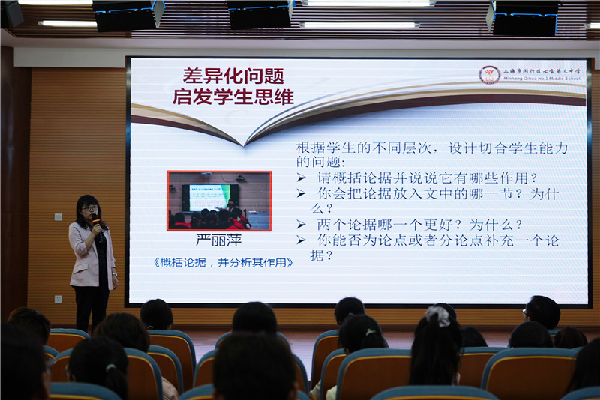 差异化问题
启发学生思维
根据学生的不同层次，设计切合学生能力
的问题:
➢ 请概括论据并说说它有哪些作用？
➢ 你会把论据放入文中的哪一节？为什
么？
➢ 两个论据哪一个更好？为什么？
➢ 你能否为论点或者分论点补充一个论
据？
严丽萍
《概括论据，并分析其作用》